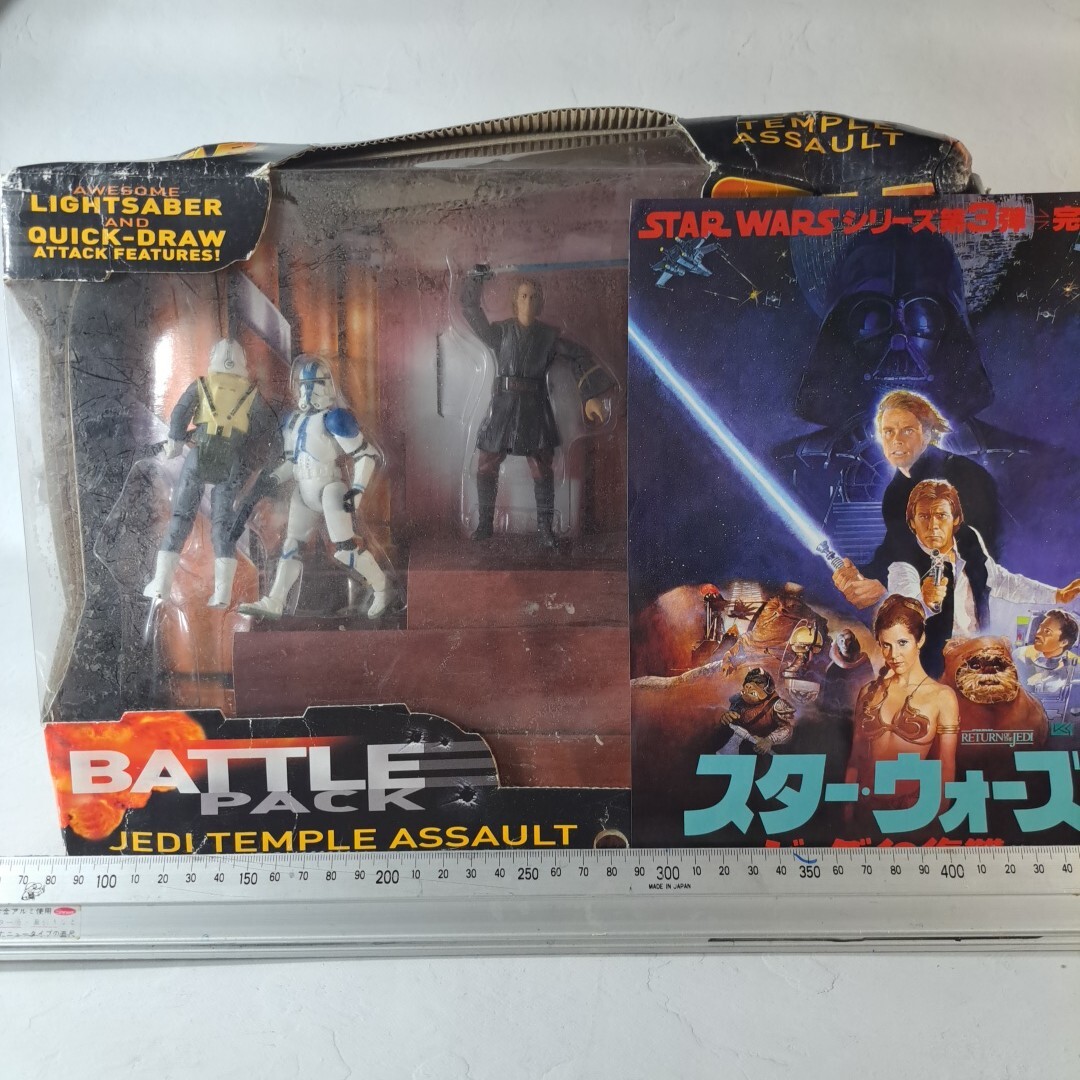 TEMPLE
ASSAULT
AWESOME
LIGHTSABER
AND
QUICK-DRAW
ATTACK FEATURES!
STAR WARSシリーズ第3弾
完
RETURN OF THE JEDI
スター・ウォーズ
BATTLE
PACK
JEDI TEMPLE ASSAULT
70 80 90 100 10 20 30 40 150 60 70 80 90 200 10 20 30 40 250 60 70 80 90 300 10 20 30 40 350 60 70 80 90 400 10 20 30 40
MADE IN JAPAN